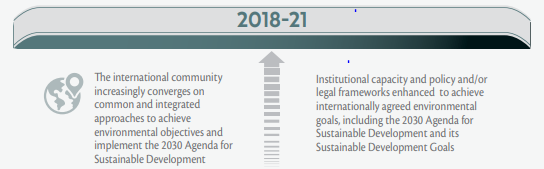 2018-21
The international community
increasingly converges on
common and integrated
approaches to achieve
environmental objectives and
implement the 2030 Agenda for
Sustainable Development
Institutional capacity and policy and/or
legal frameworks enhanced to achieve
internationally agreed environmental
goals, including the 2030 Agenda for
Sustainable Development and its
Sustainable Development Goals